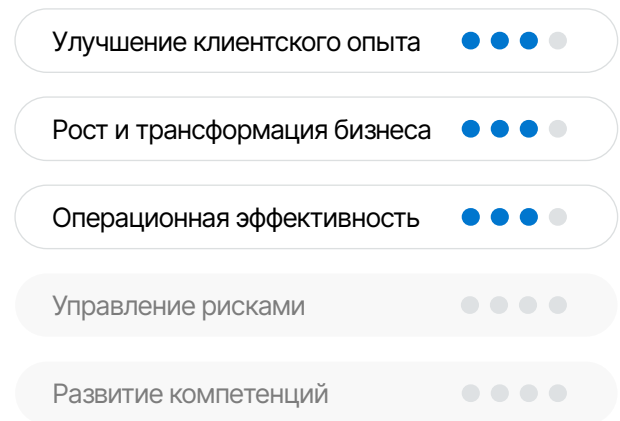 Улучшение клиентского опыта
Рост и трансформация бизнеса
Операционная эффективность
Управление рисками
Развитие компетенций